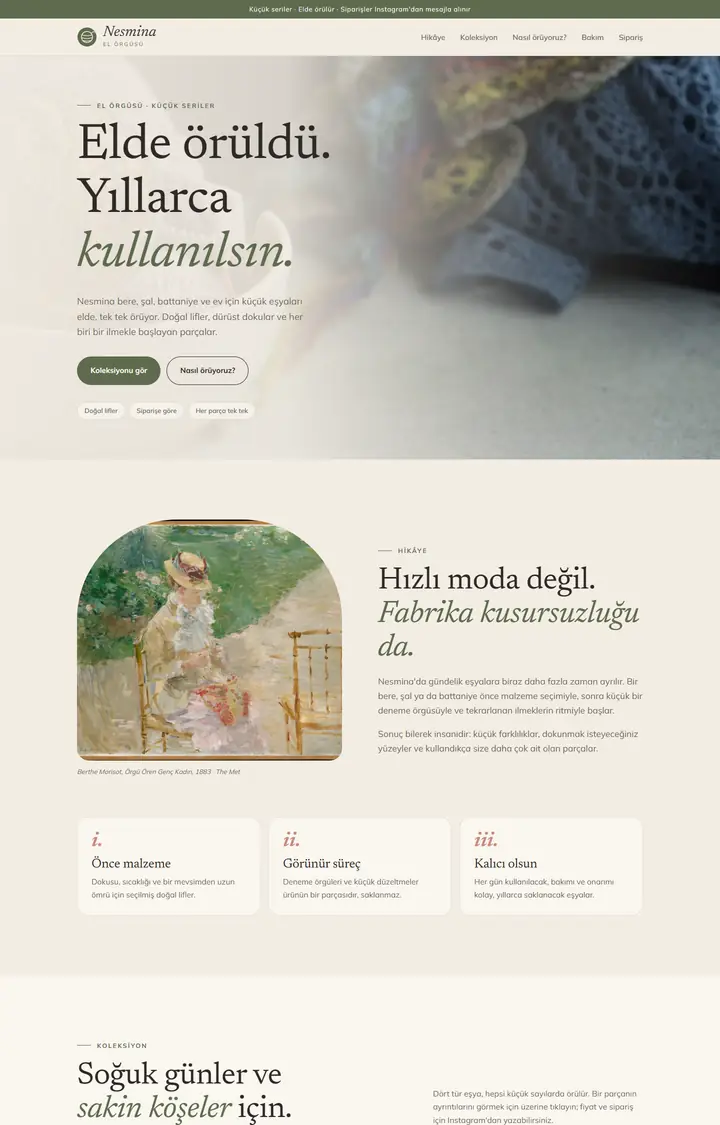 Küçük seriler · Elde örülür · Siparişler Instagram'dan mesajla alınır
Nesmina
EL ÖRGÜSÜ
Hikâye Koleksiyon Nasıl örüyoruz? Bakım Sipariş
EL ÖRGÜSÜ · KÜÇÜK SERİLER
Elde örüldü.
Yıllarca
kullanılsın.
Nesmina bere, şal, battaniye ve ev için küçük eşyaları
elde, tek tek örüyor. Doğal lifler, dürüst dokular ve her
biri bir ilmekle başlayan parçalar.
Koleksiyonu gör Nasıl örüyoruz?
Doğal lifler Siparişe göre Her parça tek tek
HİKÂYE
Hızlı moda değil.
Fabrika kusursuzluğu
da.
Nesmina'da gündelik eşyalara biraz daha fazla zaman ayrılır. Bir
bere, şal ya da battaniye önce malzeme seçimiyle, sonra küçük bir
deneme örgüsüyle ve tekrarlanan ilmeklerin ritmiyle başlar.
Sonuç bilerek insanidir: küçük farklılıklar, dokunmak isteyeceğiniz
yüzeyler ve kullandıkça size daha çok ait olan parçalar.
Berthe Morisot, Örgü Ören Genç Kadın, 1883 · The Met
i.
Önce malzeme
Dokusu, sıcaklığı ve bir mevsimden uzun
ömrü için seçilmiş doğal lifler.
ii.
Görünür süreç
Deneme örgüleri ve küçük düzeltmeler
ürünün bir parçasıdır, saklanmaz.
iii.
Kalıcı olsun
Her gün kullanılacak, bakımı ve onarımı
kolay, yıllarca saklanacak eşyalar.
KOLEKSİYON
Soğuk günler ve
sakin köşeler için.
Dört tür eşya, hepsi küçük sayılarda örülür. Bir parçanın
ayrıntılarını görmek için üzerine tıklayın; fiyat ve sipariş
için Instagram'dan yazabilirsiniz.